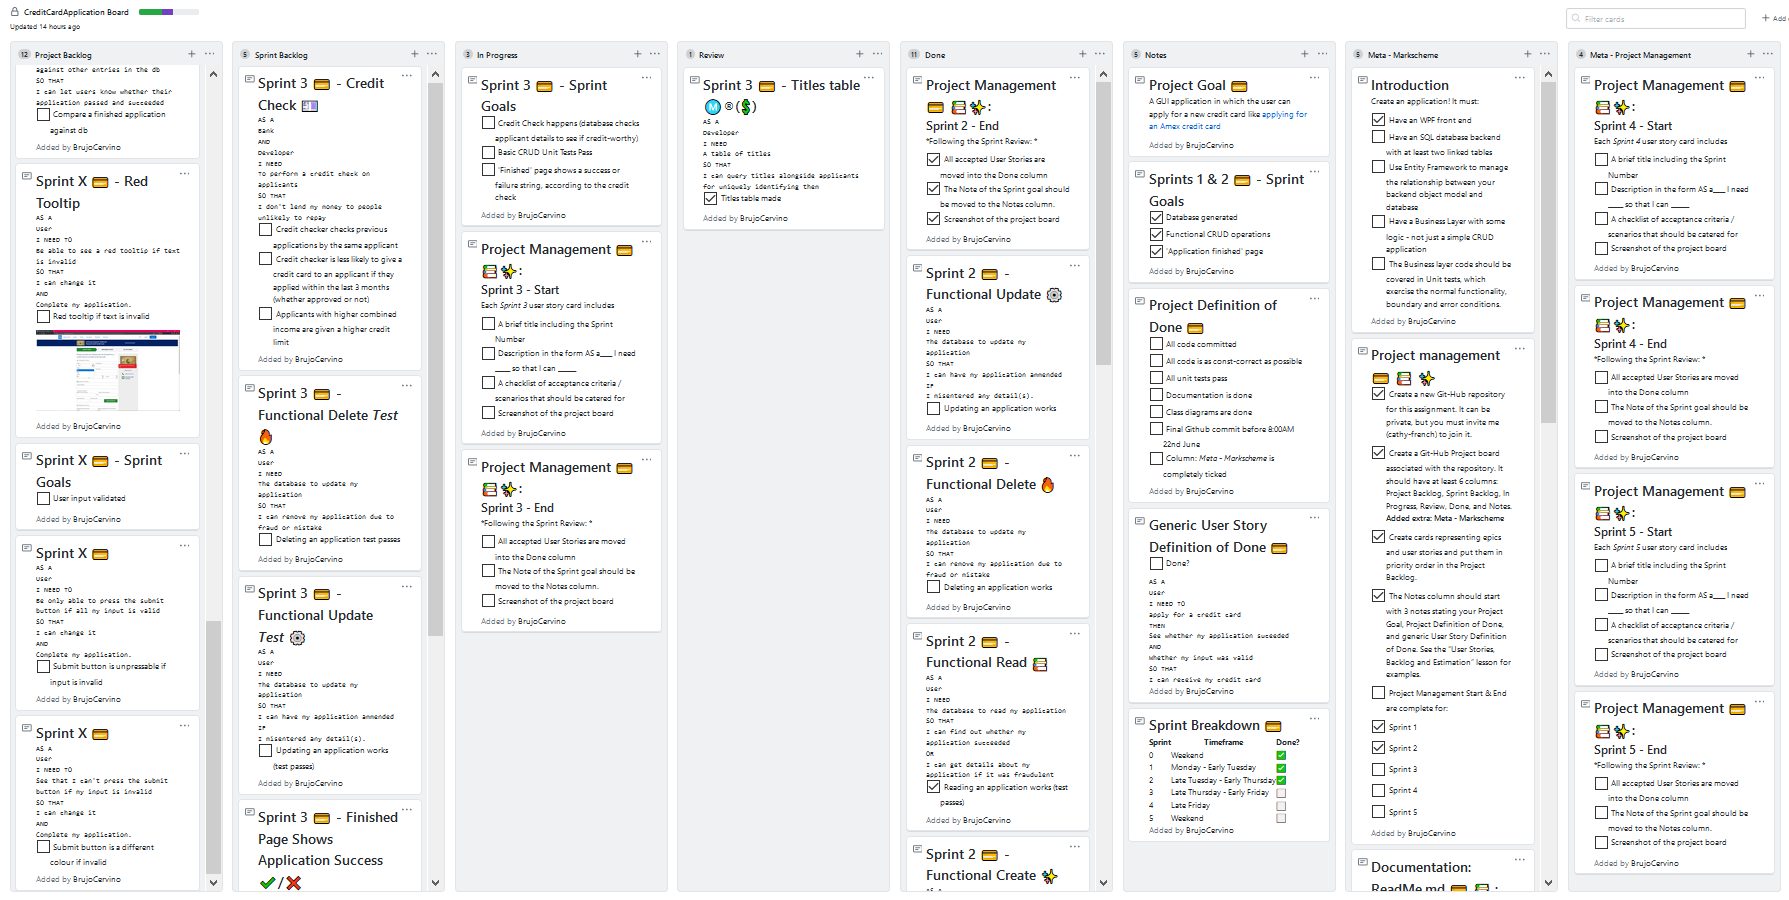 CreditCardApplication Board
Updated 14 hours ago
Filter cards
+ Add
12 Project Backlog
against other entries in the db
SO THAT
I can let users know whether their
application passed and succeeded
Compare a finished application
against db
Added by BrujoCervino
Sprint X 💳 - Red
Tooltip
AS A
User
I NEED TO
Be able to see a red tooltip if text
is invalid
SO THAT
I can change it
AND
Complete my application.
Red tooltip if text is invalid
Added by BrujoCervino
Sprint X 💳 - Sprint
Goals
User input validated
Added by BrujoCervino
Sprint X 💳
AS A
User
I NEED TO
Be only able to press the submit
button if all my input is valid
SO THAT
I can change it
AND
Complete my application.
Submit button is unpressable if
input is invalid
Added by BrujoCervino
Sprint X 💳
AS A
User
I NEED TO
See that I can't press the submit
button if my input is invalid
SO THAT
I can change it
AND
Complete my application.
Submit button is a different
colour if invalid
Added by BrujoCervino
5 Sprint Backlog
Sprint 3 💳 - Credit
Check
AS A
Bank
AND
Developer
I NEED
To perform a credit check on
applicants
SO THAT
I don't lend my money to people
unlikely to repay
Credit checker checks previous
applications by the same applicant
Credit checker is less likely to give a
credit card to an applicant if they
applied within the last 3 months
(whether approved or not)
Applicants with higher combined
income are given a higher credit
limit
Added by BrujoCervino
Sprint 3 💳 -
Functional Delete Test
🔥
AS A
User
I NEED
The database to update my
application
SO THAT
I can remove my application due to
fraud or mistake
Deleting an application test passes
Added by BrujoCervino
Sprint 3 💳 -
Functional Update
Test ⚙️
AS A
User
I NEED
The database to update my
application
SO THAT
I can have my application ammended
IF
I misentered any detail(s).
Updating an application works
(test passes)
Added by BrujoCervino
Sprint 3 💳 - Finished
Page Shows
Application Success
✔️/❌
3 In Progress
Sprint 3 💳 - Sprint
Goals
Credit Check happens (database checks
applicant details to see if credit-worthy)
Basic CRUD Unit Tests Pass
'Finished' page shows a success or
failure string, according to the credit
check
Added by BrujoCervino
Project Management 💳
📚 ✨:
Sprint 3 - Start
Each Sprint 3 user story card includes
A brief title including the Sprint
Number
Description in the form AS a___ I need
____ so that I can _____
A checklist of acceptance criteria /
scenarios that should be catered for
Screenshot of the project board
Added by BrujoCervino
Project Management 💳
📚 ✨:
Sprint 3 - End
*Following the Sprint Review: *
All accepted User Stories are moved
into the Done column
The Note of the Sprint goal should be
moved to the Notes column.
Screenshot of the project board
Added by BrujoCervino
1 Review
Sprint 3 💳 - Titles table
Ⓜ️ ® (💲)
AS A
Developer
I NEED
A table of titles
SO THAT
I can query titles alongside applicants
for uniquely identifying them
Titles table made
Added by BrujoCervino
11 Done
Project Management
💳 📚 ✨:
Sprint 2 - End
*Following the Sprint Review: *
All accepted User Stories are
moved into the Done column
The Note of the Sprint goal should
be moved to the Notes column.
Screenshot of the project board
Added by BrujoCervino
Sprint 2 💳 -
Functional Update ⚙️
AS A
User
I NEED
The database to update my
application
SO THAT
I can have my application ammended
IF
I misentered any detail(s).
Updating an application works
Added by BrujoCervino
Sprint 2 💳 -
Functional Delete 🔥
AS A
User
I NEED
The database to update my
application
SO THAT
I can remove my application due to
fraud or mistake
Deleting an application works
Added by BrujoCervino
Sprint 2 💳 -
Functional Read 📚
AS A
User
I NEED
The database to read my application
SO THAT
I can find out whether my
application succeeded
OR
I can get details about my
application if it was fraudulent
Reading an application works (test
passes)
Added by BrujoCervino
Sprint 2 💳 -
Functional Create ✨
5 Notes
Project Goal 💳
A GUI application in which the user can
apply for a new credit card like applying for
an Amex credit card
Added by BrujoCervino
Sprints 1 & 2 💳 - Sprint
Goals
Database generated
Functional CRUD operations
'Application finished' page
Added by BrujoCervino
Project Definition of
Done 💳
All code committed
All code is as const-correct as possible
All unit tests pass
Documentation is done
Class diagrams are done
Final Github commit before 8:00AM
22nd June
Column: Meta - Markscheme is
completely ticked
Added by BrujoCervino
Generic User Story
Definition of Done 💳
Done?
AS A
User
I NEED TO
apply for a credit card
THEN
See whether my application suceeded
AND
Whether my input was valid
SO THAT
I can receive my credit card
Added by BrujoCervino
Sprint Breakdown 💳
Sprint Timeframe Done?
0 Weekend ✅
1 Monday - Early Tuesday ✅
2 Late Tuesday - Early Thursday ✅
3 Late Thursday - Early Friday
4 Late Friday
5 Weekend
Added by BrujoCervino
5 Meta - Markscheme
Introduction
Create an application! It must:
Have an WPF front end
Have an SQL database backend
with at least two linked tables
Use Entity Framework to manage
the relationship between your
backend object model and
database
Have a Business Layer with some
logic - not just a simple CRUD
application
The Business layer code should be
covered in Unit tests, which
exercise the normal functionality,
boundary and error conditions.
Added by BrujoCervino
Project management
💳 📚 ✨
Create a new Git-Hub repository
for this assignment. It can be
private, but you must invite me
(cathy-french) to join it.
Create a Git-Hub Project board
associated with the repository. It
should have at least 6 columns:
Project Backlog, Sprint Backlog, In
Progress, Review, Done, and Notes.
Added extra: Meta - Markscheme
Create cards representing epics
and user stories and put them in
priority order in the Project
Backlog.
The Notes column should start
with 3 notes stating your Project
Goal, Project Definition of Done,
and generic User Story Definition
of Done. See the "User Stories,
Backlog and Estimation" lesson for
examples.
Project Management Start & End
are complete for:
Sprint 1
Sprint 2
Sprint 3
Sprint 4
Sprint 5
Added by BrujoCervino
Documentation:
ReadMe.md 💳 📚 :
4 Meta - Project Management
Project Management 💳
📚 ✨:
Sprint 4 - Start
Each Sprint 4 user story card includes
A brief title including the Sprint
Number
Description in the form AS a___ I need
____ so that I can _____
A checklist of acceptance criteria /
scenarios that should be catered for
Screenshot of the project board
Added by BrujoCervino
Project Management 💳
📚 ✨:
Sprint 4 - End
*Following the Sprint Review: *
All accepted User Stories are moved
into the Done column
The Note of the Sprint goal should be
moved to the Notes column.
Screenshot of the project board
Added by BrujoCervino
Project Management 💳
📚 ✨:
Sprint 5 - Start
Each Sprint 5 user story card includes
A brief title including the Sprint
Number
Description in the form AS a___ I need
____ so that I can _____
A checklist of acceptance criteria /
scenarios that should be catered for
Screenshot of the project board
Added by BrujoCervino
Project Management 💳
📚 ✨:
Sprint 5 - End
*Following the Sprint Review: *
All accepted User Stories are moved
into the Done column
The Note of the Sprint goal should be
moved to the Notes column.
Screenshot of the project board
Added by BrujoCervino